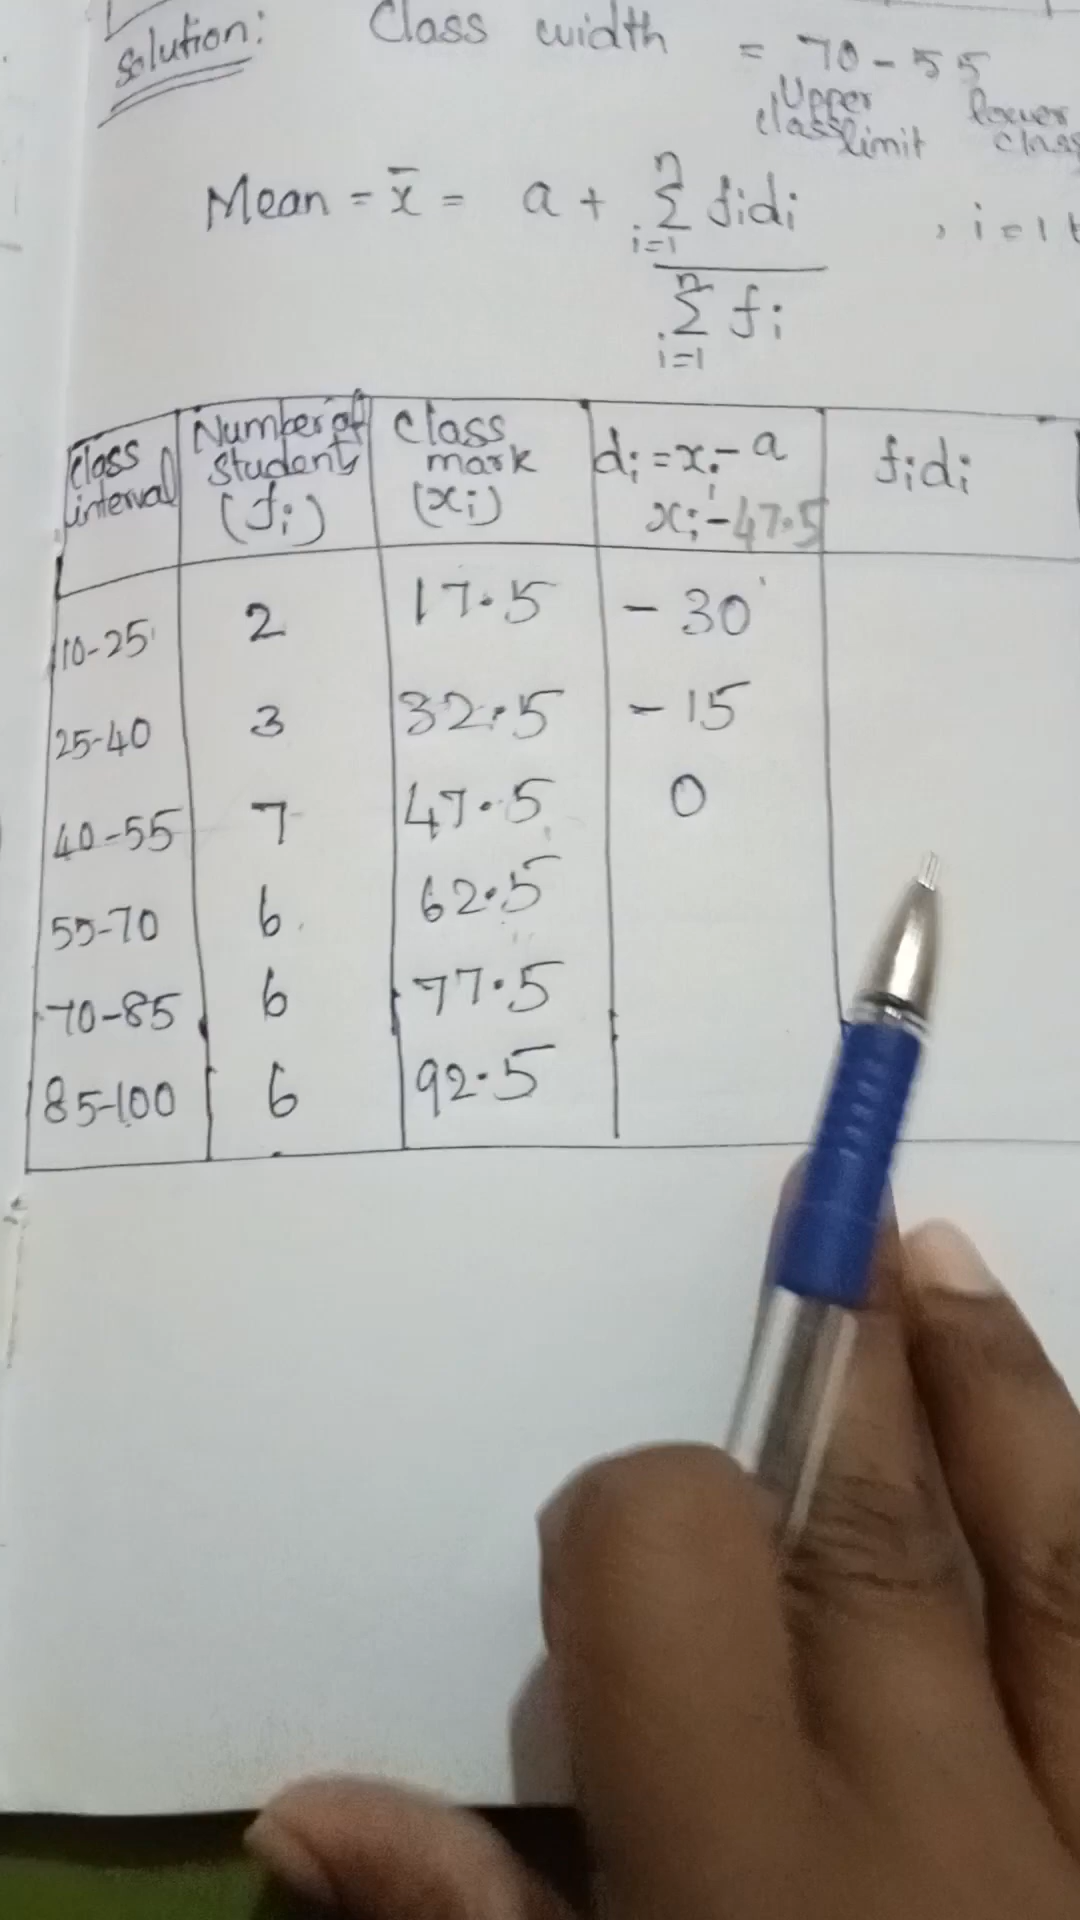 Solution: Class width = 70 - 55
Upper class limit lower class
Mean = x̄ = a + Σ fidi , i = 1
n
i=1
Σ fi
n
i=1
Class interval Number of Students (fi) Class mark (xi) di = xi - a fidi
xi - 47.5
10-25 2 17.5 - 30
25-40 3 32.5 - 15
40-55 7 47.5 0
55-70 6 62.5
70-85 6 77.5
85-100 6 92.5